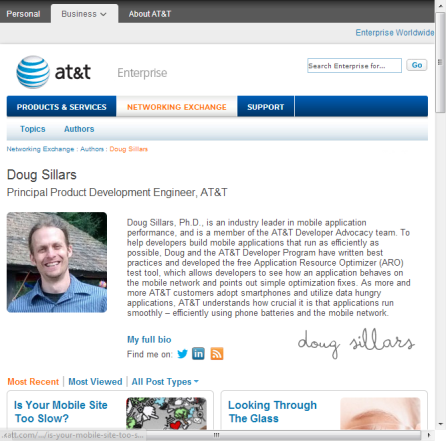 Personal Business About AT&T
Enterprise Worldwide
at&t Enterprise
Search Enterprise for... Go
PRODUCTS & SERVICES NETWORKING EXCHANGE SUPPORT
Topics Authors
Networking Exchange : Authors : Doug Sillars
Doug Sillars
Principal Product Development Engineer, AT&T
Doug Sillars, Ph.D., is an industry leader in mobile application
performance, and is a member of the AT&T Developer Advocacy team. To
help developers build mobile applications that run as efficiently as
possible, Doug and the AT&T Developer Program have written best
practices and developed the free Application Resource Optimizer (ARO)
test tool, which allows developers to see how an application behaves on
the mobile network and points out simple optimization fixes. As more and
more AT&T customers adopt smartphones and utilize data hungry
applications, AT&T understands how crucial it is that applications run
smoothly – efficiently using phone batteries and the mobile network.
doug sillars
My full bio
Find me on:
Most Recent | Most Viewed | All Post Types
Is Your Mobile Site
Too Slow?
Looking Through
The Glass
.att.com/.../is-your-mobile-site-too-s...